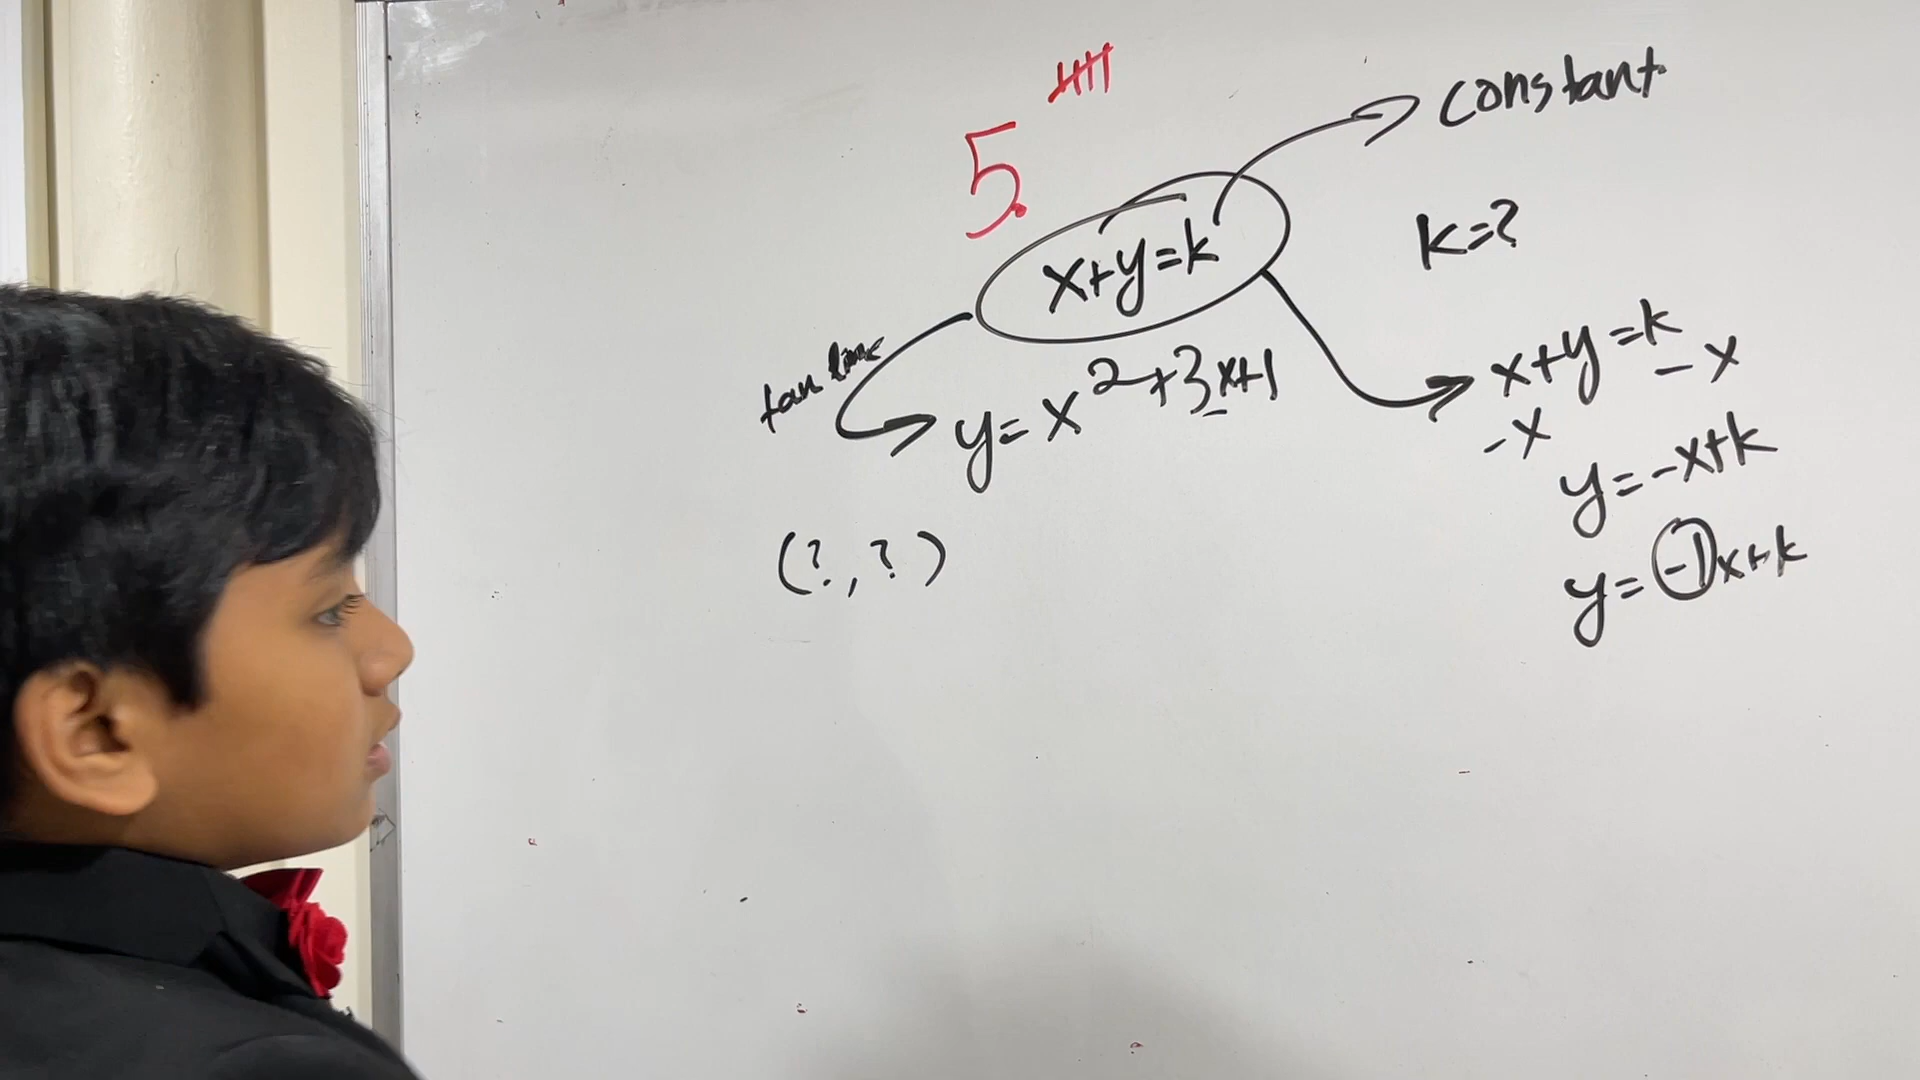 5.
constant
x+y=k
k=?
tan line
y=x²+3x+1
x+y=k
-x -x
y=-x+k
(?,?)
y=-1x+k